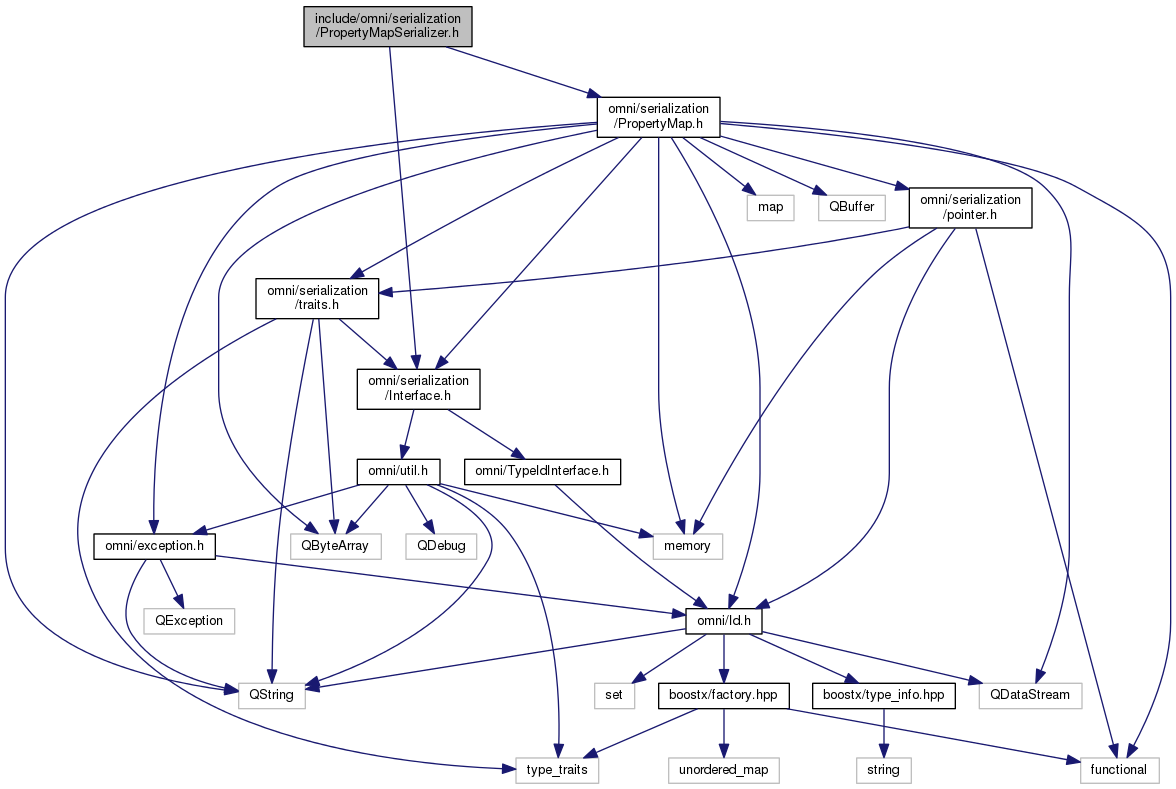 include/omni/serialization
/PropertyMapSerializer.h
omni/serialization
/PropertyMap.h
map
QBuffer
omni/serialization
/pointer.h
omni/serialization
/traits.h
omni/serialization
/Interface.h
omni/util.h
omni/TypeIdInterface.h
omni/exception.h
QByteArray
QDebug
memory
QException
omni/Id.h
QString
set
boostx/factory.hpp
boostx/type_info.hpp
QDataStream
type_traits
unordered_map
string
functional